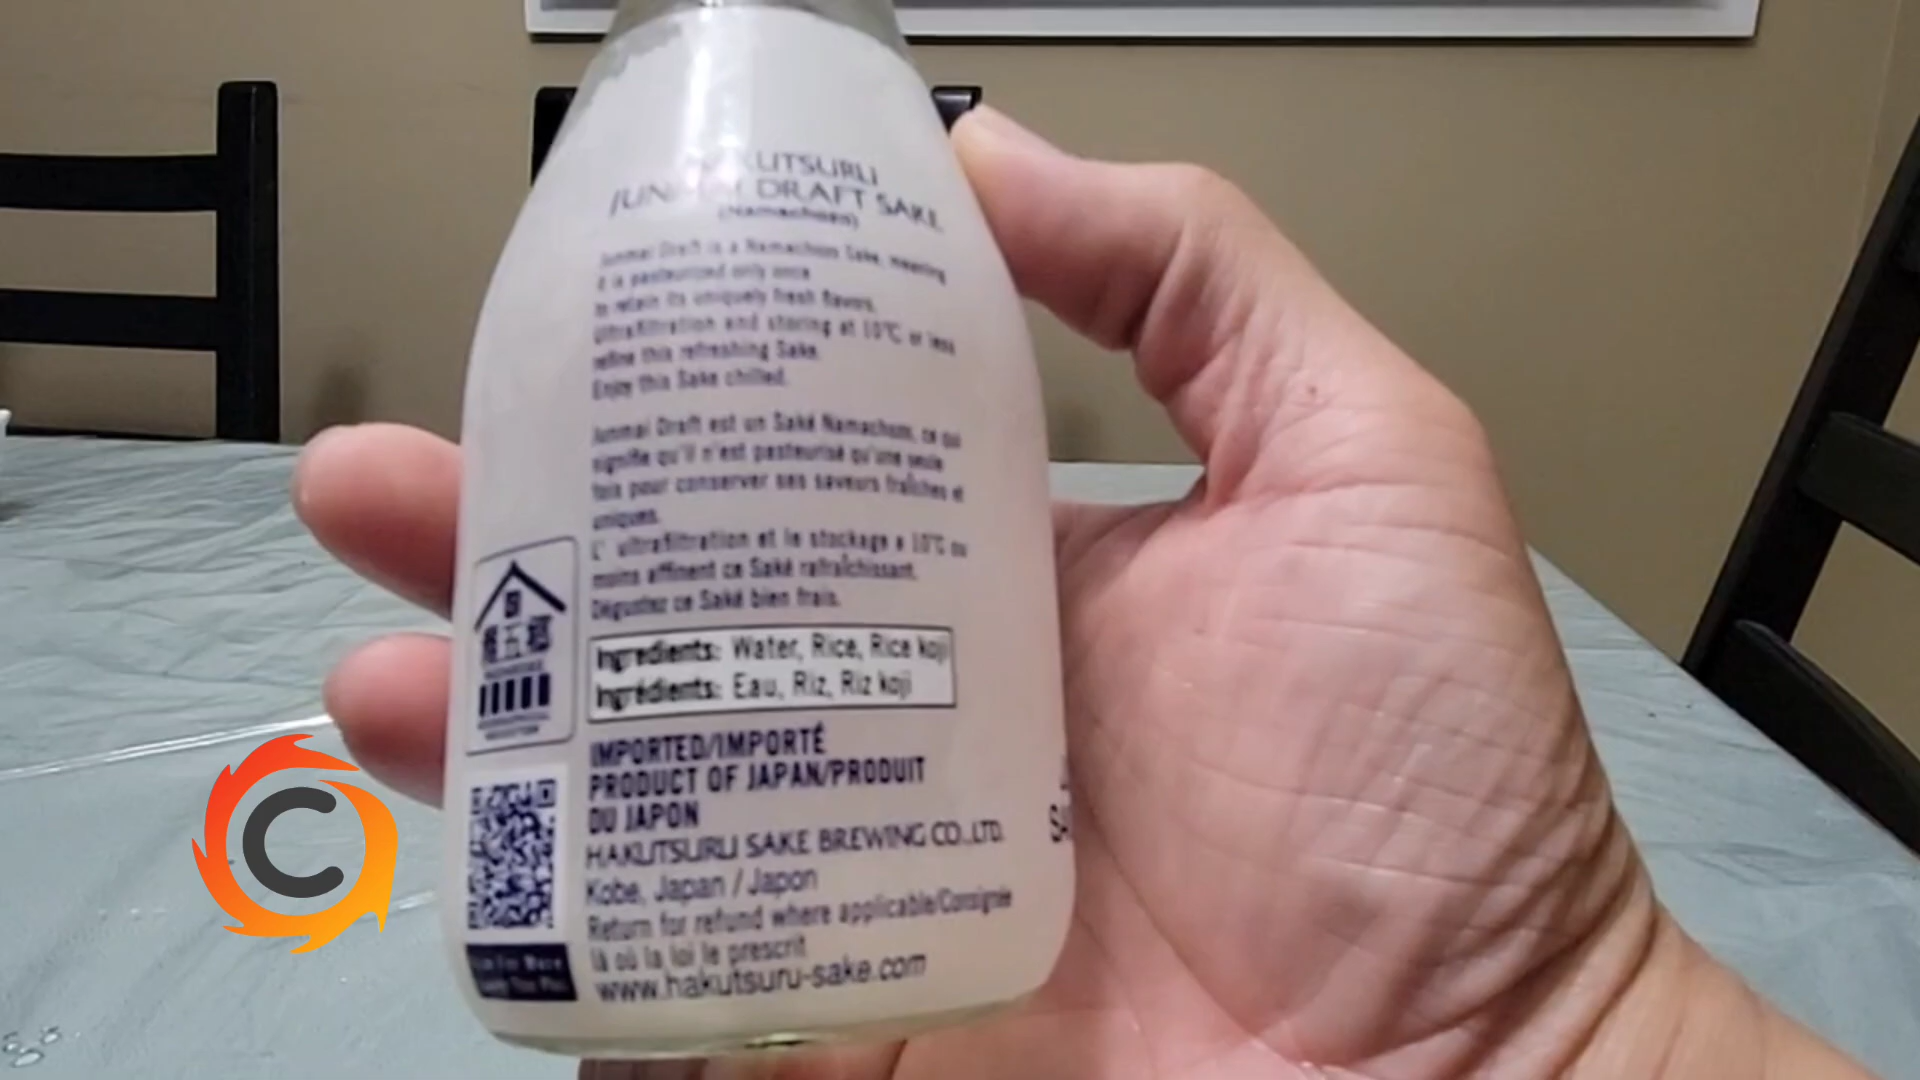 HAKUTSURU
JUNMAI DRAFT SAKE
(Namachozo)
Junmai Draft is a Namachozo Sake, meaning
it is pasteurized only once
to retain its uniquely fresh flavors.
Ultrafiltration and storing at 10°C or less
refine this refreshing Sake.
Enjoy this Sake chilled.
Junmai Draft est un Saké Namachozo, ce qui
signifie qu'il n'est pasteurisé qu'une seule
fois pour conserver ses saveurs fraîches et
uniques.
L' ultrafiltration et le stockage a 10°C ou
moins affinent ce Saké rafraîchissant.
Dégustez ce Saké bien frais.
灘五郷
Ingredients: Water, Rice, Rice koji
Ingrédients: Eau, Riz, Riz koji
IMPORTED/IMPORTÉ
PRODUCT OF JAPAN/PRODUIT
DU JAPON
HAKUTSURU SAKE BREWING CO.,LTD.
Kobe, Japan / Japon
Return for refund where applicable/Consignée
là où la loi le prescrit
www.hakutsuru-sake.com
C